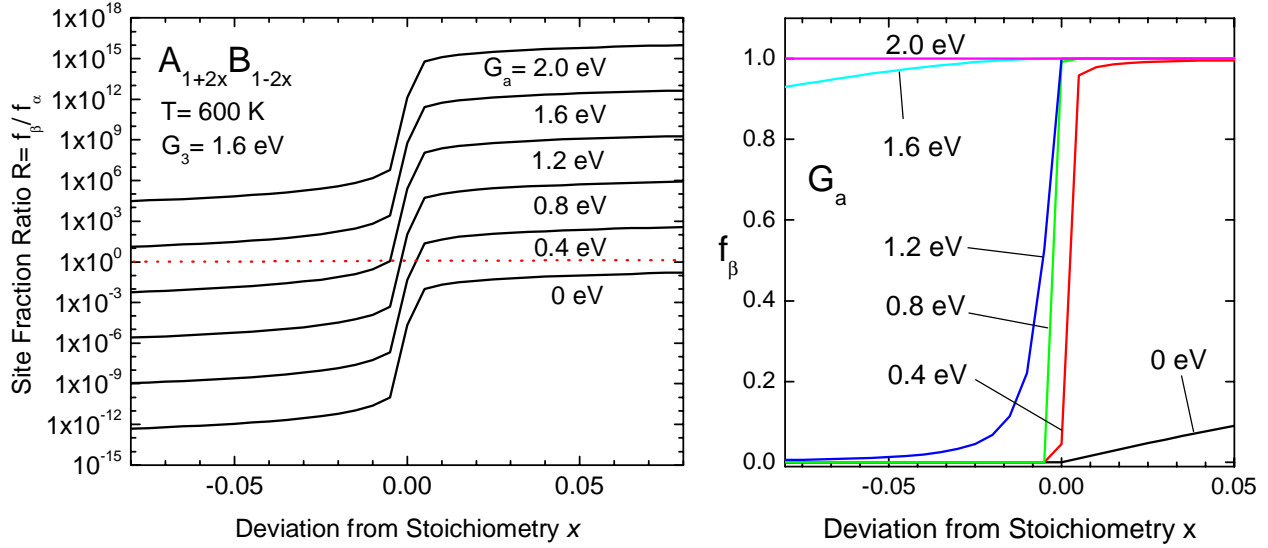 1x10^18
1x10^15
1x10^12
1x10^9
1x10^6
1x10^3
1x10^0
1x10^-3
1x10^-6
1x10^-9
1x10^-12
10^-15
Site Fraction Ratio R= f_β/ f_α
A_1+2x B_1-2x
T= 600 K
G_3= 1.6 eV
G_a= 2.0 eV
1.6 eV
1.2 eV
0.8 eV
0.4 eV
0 eV
-0.05 0.00 0.05
Deviation from Stoichiometry x
1.0
0.8
0.6
0.4
0.2
0.0
f_β
2.0 eV
1.6 eV
G_a
1.2 eV
0.8 eV
0.4 eV
0 eV
-0.05 0.00 0.05
Deviation from Stoichiometry x